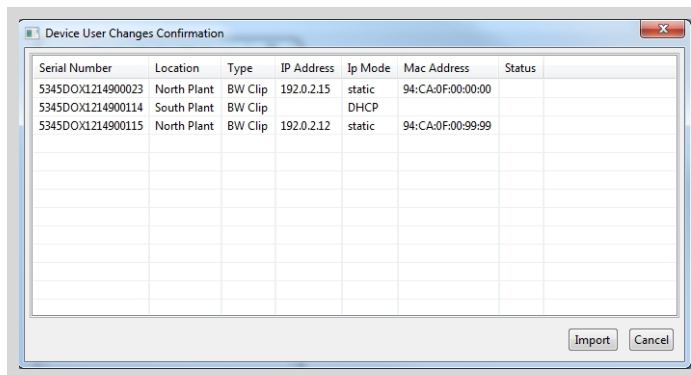 Device User Changes Confirmation
Serial Number Location Type IP Address Ip Mode Mac Address Status
5345DOX1214900023 North Plant BW Clip 192.0.2.15 static 94:CA:0F:00:00:00
5345DOX1214900114 South Plant BW Clip DHCP
5345DOX1214900115 North Plant BW Clip 192.0.2.12 static 94:CA:0F:00:99:99
Import Cancel